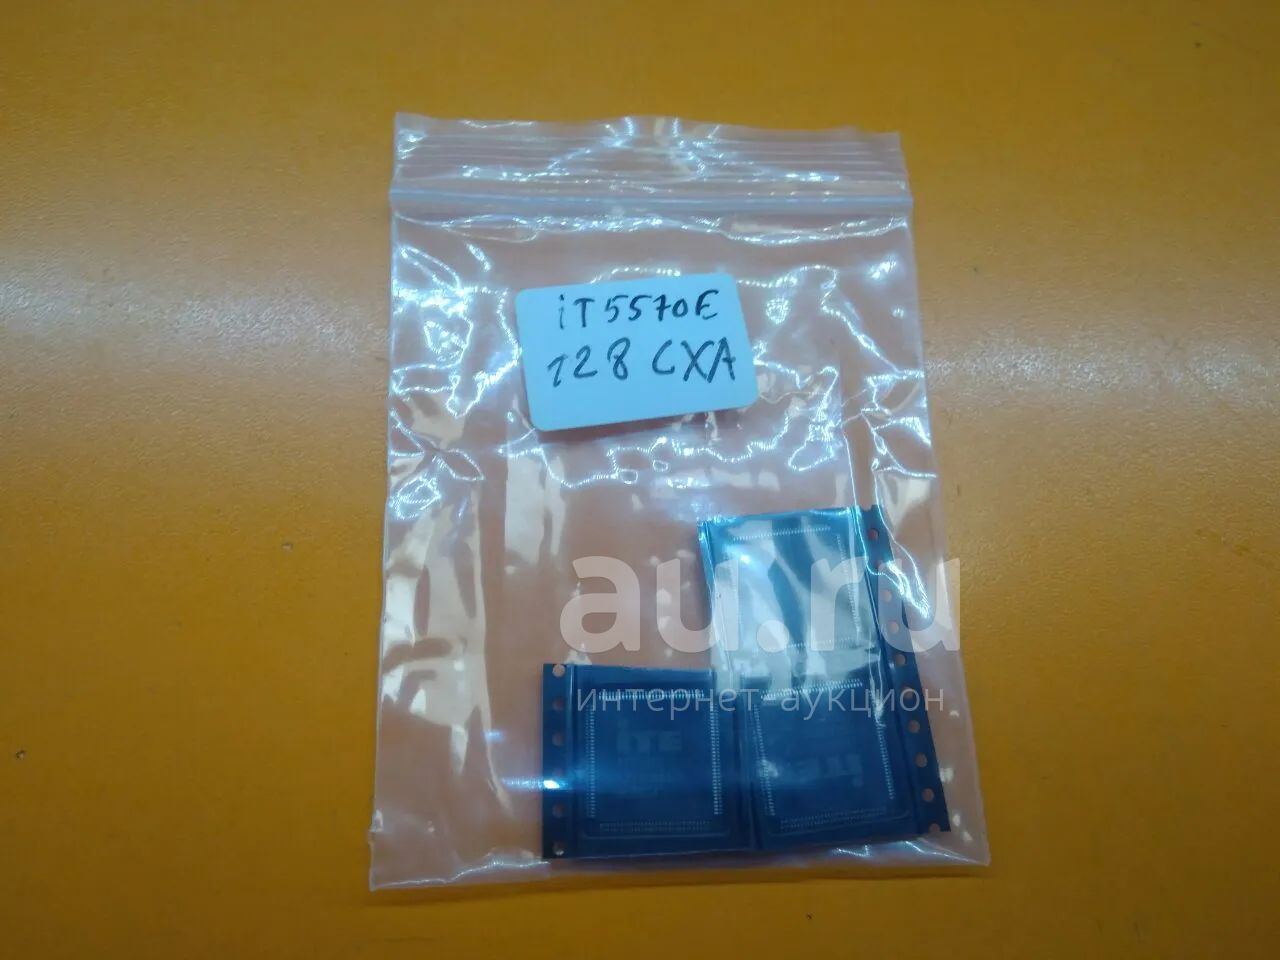 iT5570E
128 CXA
au.ru
интернет-аукцион
iTE